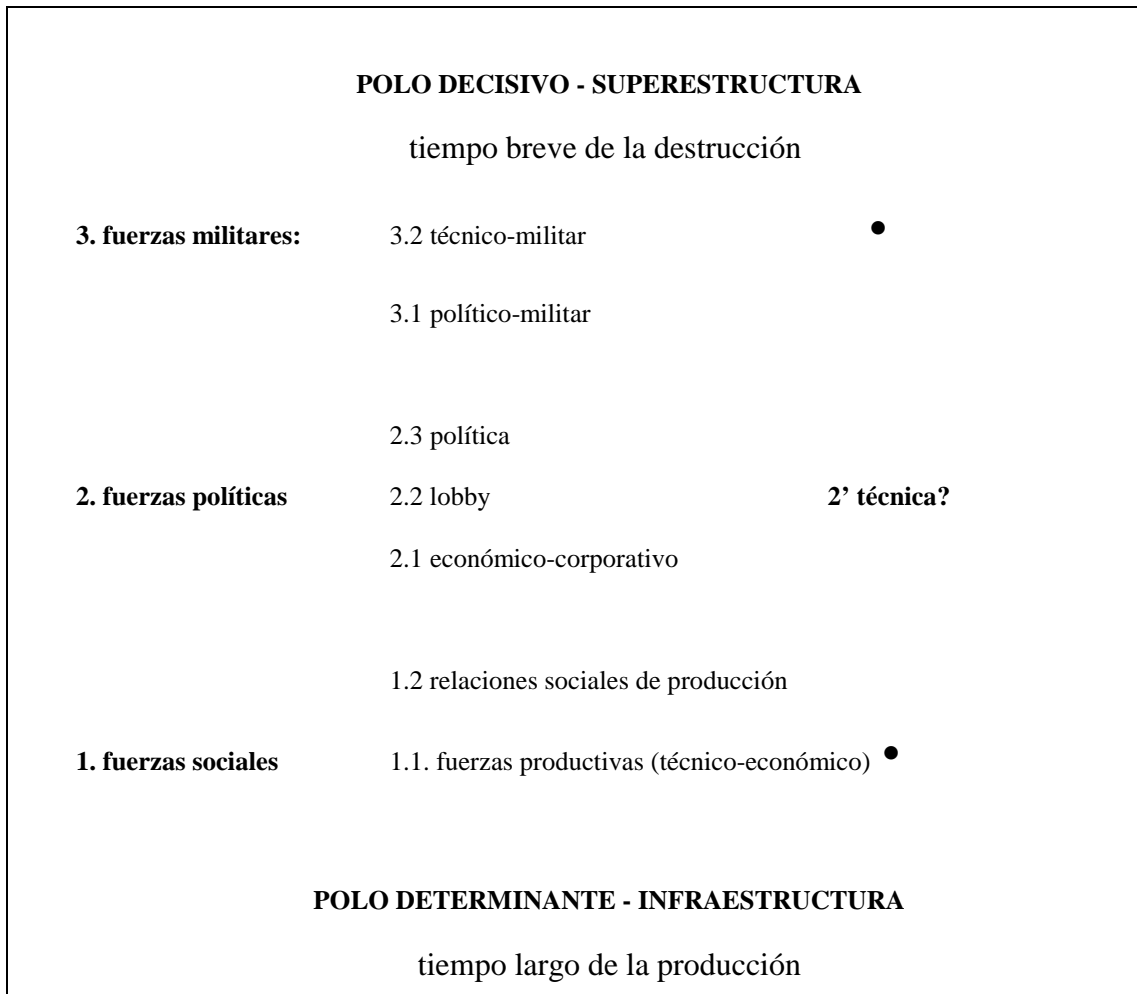 POLO DECISIVO - SUPERESTRUCTURA
tiempo breve de la destrucción
3. fuerzas militares: 3.2 técnico-militar •
3.1 político-militar
2.3 política
2. fuerzas políticas 2.2 lobby 2’ técnica?
2.1 económico-corporativo
1.2 relaciones sociales de producción
1. fuerzas sociales 1.1. fuerzas productivas (técnico-económico) •
POLO DETERMINANTE - INFRAESTRUCTURA
tiempo largo de la producción